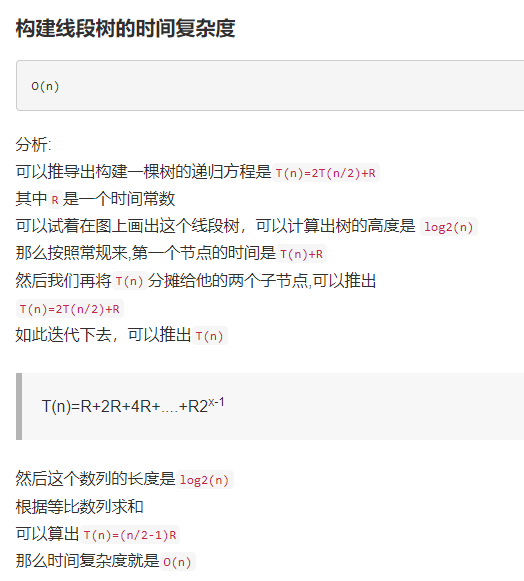 构建线段树的时间复杂度
O(n)
分析:
可以推导出构建一棵树的递归方程是 T(n)=2T(n/2)+R
其中 R 是一个时间常数
可以试着在图上画出这个线段树，可以计算出树的高度是 log2(n)
那么按照常规来,第一个节点的时间是 T(n)+R
然后我们再将 T(n) 分摊给他的两个子节点,可以推出
T(n)=2T(n/2)+R
如此迭代下去，可以推出 T(n)
T(n)=R+2R+4R+....+R2ˣ⁻¹
然后这个数列的长度是 log2(n)
根据等比数列求和
可以算出 T(n)=(n/2-1)R
那么时间复杂度就是 O(n)